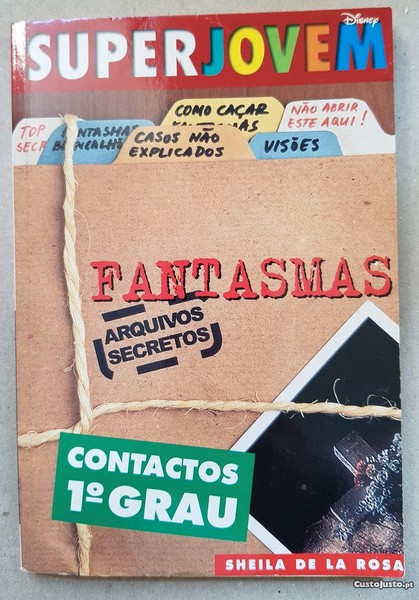 Disney
SUPERJOVEM
COMO CAÇAR
NÃO ABRIR
ESTE AQUI!
TOP
FANTASMAS
CASOS NÃO
EXPLICADOS
VISÕES
FANTASMAS
ARQUIVOS
SECRETOS
CONTACTOS
1º GRAU
SHEILA DE LA ROSA
CustoJusto.pt